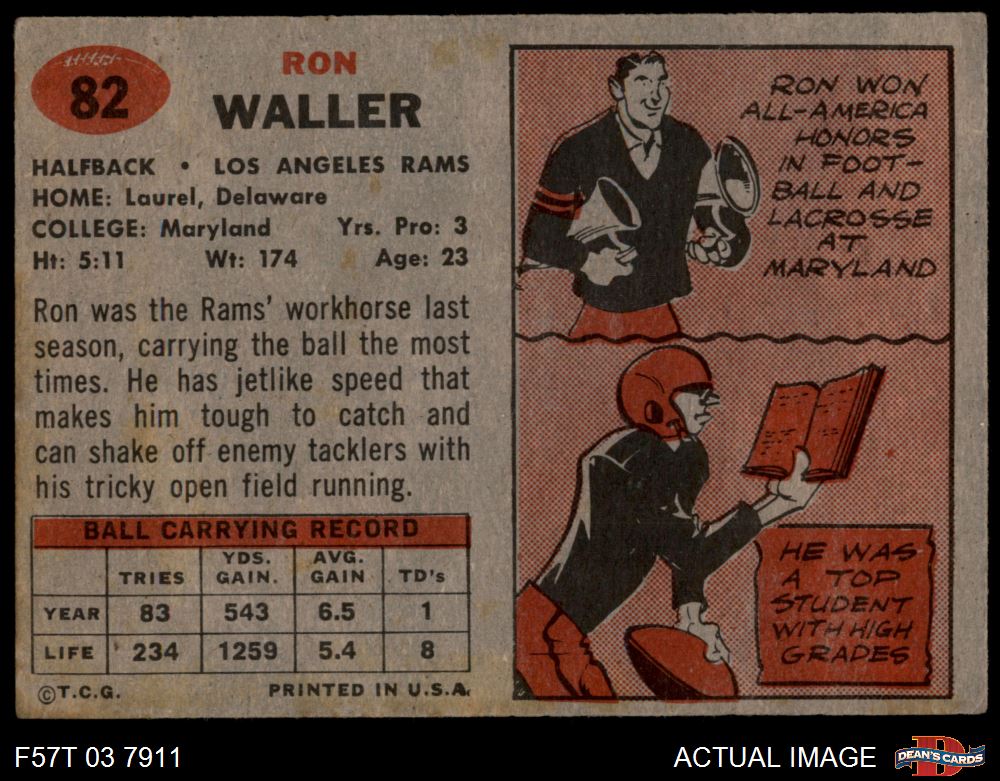 82
RON
WALLER
HALFBACK • LOS ANGELES RAMS
HOME: Laurel, Delaware
COLLEGE: Maryland Yrs. Pro: 3
Ht: 5:11 Wt: 174 Age: 23
Ron was the Rams' workhorse last
season, carrying the ball the most
times. He has jetlike speed that
makes him tough to catch and
can shake off enemy tacklers with
his tricky open field running.
BALL CARRYING RECORD
TRIES YDS. GAIN. AVG. GAIN TD's
YEAR 83 543 6.5 1
LIFE 234 1259 5.4 8
©T.C.G. PRINTED IN U.S.A.
RON WON
ALL-AMERICA
HONORS
IN FOOT-
BALL AND
LACROSSE
AT
MARYLAND
HE WAS
A TOP
STUDENT
WITH HIGH
GRADES
F57T 03 7911
ACTUAL IMAGE
D
DEAN'S CARDS